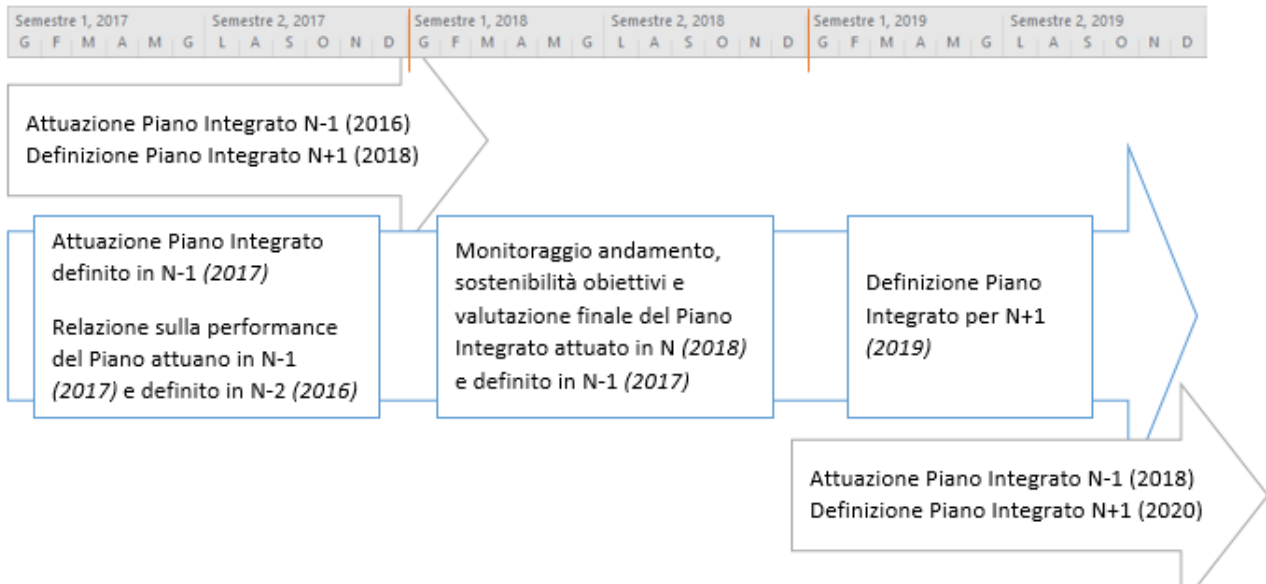 Semestre 1, 2017 Semestre 2, 2017 Semestre 1, 2018 Semestre 2, 2018 Semestre 1, 2019 Semestre 2, 2019
G F M A M G L A S O N D G F M A M G L A S O N D G F M A M G L A S O N D
Attuazione Piano Integrato N-1 (2016)
Definizione Piano Integrato N+1 (2018)
Attuazione Piano Integrato
definito in N-1 (2017)
Relazione sulla performance
del Piano attuano in N-1
(2017) e definito in N-2 (2016)
Monitoraggio andamento,
sostenibilità obiettivi e
valutazione finale del Piano
Integrato attuato in N (2018)
e definito in N-1 (2017)
Definizione Piano
Integrato per N+1
(2019)
Attuazione Piano Integrato N-1 (2018)
Definizione Piano Integrato N+1 (2020)